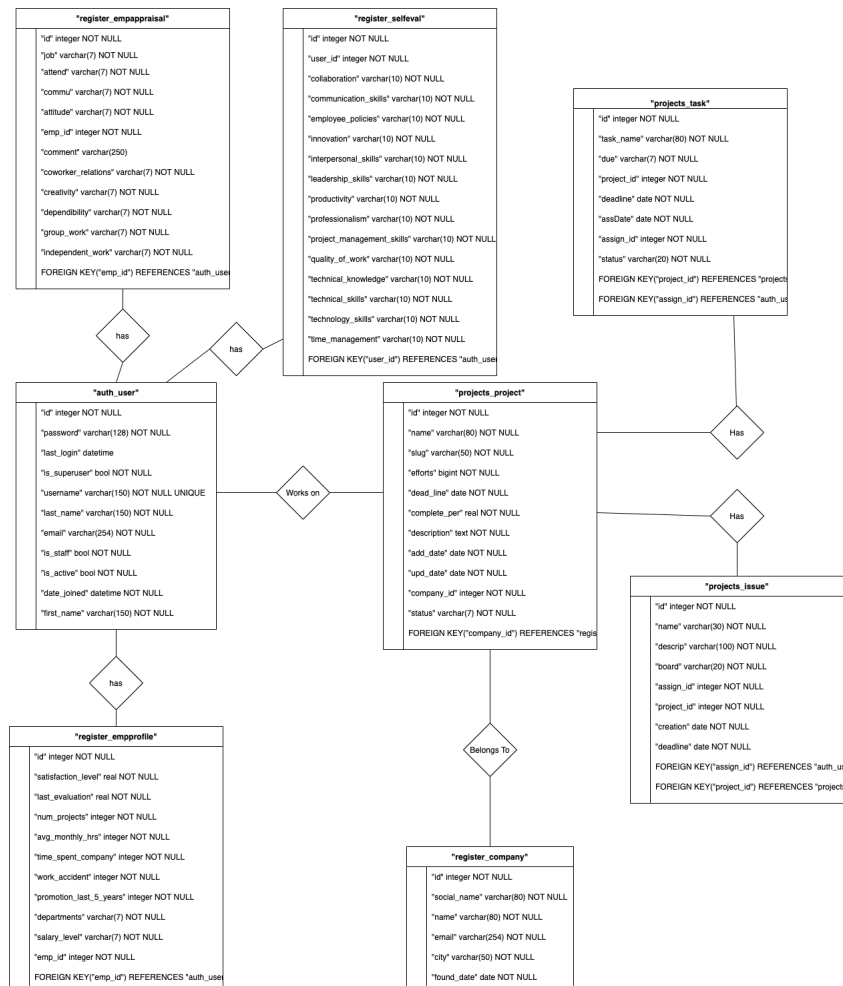 "register_empappraisal"
"id" integer NOT NULL
"job" varchar(7) NOT NULL
"attend" varchar(7) NOT NULL
"commu" varchar(7) NOT NULL
"attitude" varchar(7) NOT NULL
"emp_id" integer NOT NULL
"comment" varchar(250)
"coworker_relations" varchar(7) NOT NULL
"creativity" varchar(7) NOT NULL
"dependibility" varchar(7) NOT NULL
"group_work" varchar(7) NOT NULL
"independent_work" varchar(7) NOT NULL
FOREIGN KEY("emp_id") REFERENCES "auth_user
"register_selfeval"
"id" integer NOT NULL
"user_id" integer NOT NULL
"collaboration" varchar(10) NOT NULL
"communication_skills" varchar(10) NOT NULL
"employee_policies" varchar(10) NOT NULL
"innovation" varchar(10) NOT NULL
"interpersonal_skills" varchar(10) NOT NULL
"leadership_skills" varchar(10) NOT NULL
"productivity" varchar(10) NOT NULL
"professionalism" varchar(10) NOT NULL
"project_management_skills" varchar(10) NOT NULL
"quality_of_work" varchar(10) NOT NULL
"technical_knowledge" varchar(10) NOT NULL
"technical_skills" varchar(10) NOT NULL
"technology_skills" varchar(10) NOT NULL
"time_management" varchar(10) NOT NULL
FOREIGN KEY("user_id") REFERENCES "auth_user
"projects_task"
"id" integer NOT NULL
"task_name" varchar(80) NOT NULL
"due" varchar(7) NOT NULL
"project_id" integer NOT NULL
"deadline" date NOT NULL
"assDate" date NOT NULL
"assign_id" integer NOT NULL
"status" varchar(20) NOT NULL
FOREIGN KEY("project_id") REFERENCES "projects
FOREIGN KEY("assign_id") REFERENCES "auth_us
has
has
"auth_user"
"id" integer NOT NULL
"password" varchar(128) NOT NULL
"last_login" datetime
"is_superuser" bool NOT NULL
"username" varchar(150) NOT NULL UNIQUE
"last_name" varchar(150) NOT NULL
"email" varchar(254) NOT NULL
"is_staff" bool NOT NULL
"is_active" bool NOT NULL
"date_joined" datetime NOT NULL
"first_name" varchar(150) NOT NULL
Works on
"projects_project"
"id" integer NOT NULL
"name" varchar(80) NOT NULL
"slug" varchar(50) NOT NULL
"efforts" bigint NOT NULL
"dead_line" date NOT NULL
"complete_per" real NOT NULL
"description" text NOT NULL
"add_date" date NOT NULL
"upd_date" date NOT NULL
"company_id" integer NOT NULL
"status" varchar(7) NOT NULL
FOREIGN KEY("company_id") REFERENCES "regis
Has
Has
"projects_issue"
"id" integer NOT NULL
"name" varchar(30) NOT NULL
"descrip" varchar(100) NOT NULL
"board" varchar(20) NOT NULL
"assign_id" integer NOT NULL
"project_id" integer NOT NULL
"creation" date NOT NULL
"deadline" date NOT NULL
FOREIGN KEY("assign_id") REFERENCES "auth_us
FOREIGN KEY("project_id") REFERENCES "projects
has
"register_empprofile"
"id" integer NOT NULL
"satisfaction_level" real NOT NULL
"last_evaluation" real NOT NULL
"num_projects" integer NOT NULL
"avg_monthly_hrs" integer NOT NULL
"time_spent_company" integer NOT NULL
"work_accident" integer NOT NULL
"promotion_last_5_years" integer NOT NULL
"departments" varchar(7) NOT NULL
"salary_level" varchar(7) NOT NULL
"emp_id" integer NOT NULL
FOREIGN KEY("emp_id") REFERENCES "auth_user
Belongs To
"register_company"
"id" integer NOT NULL
"social_name" varchar(80) NOT NULL
"name" varchar(80) NOT NULL
"email" varchar(254) NOT NULL
"city" varchar(50) NOT NULL
"found_date" date NOT NULL